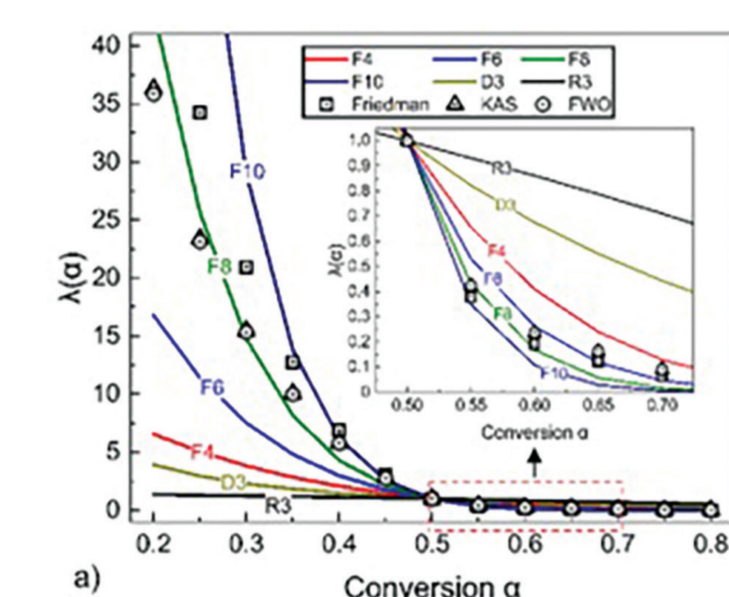 40
35
30
25
20
15
10
5
0
λ(α)
F4 F6 F8
F10 D3 R3
Friedman KAS FWO
F10
F8
F6
F4
D3
R3
1.0
0.9
0.8
0.7
0.6
0.5
0.4
0.3
0.2
0.1
0
λ(α)
R3
D3
F4
F6
F8
F10
0.50 0.55 0.60 0.65 0.70
Conversion α
0.2 0.3 0.4 0.5 0.6 0.7 0.8
a) Conversion α